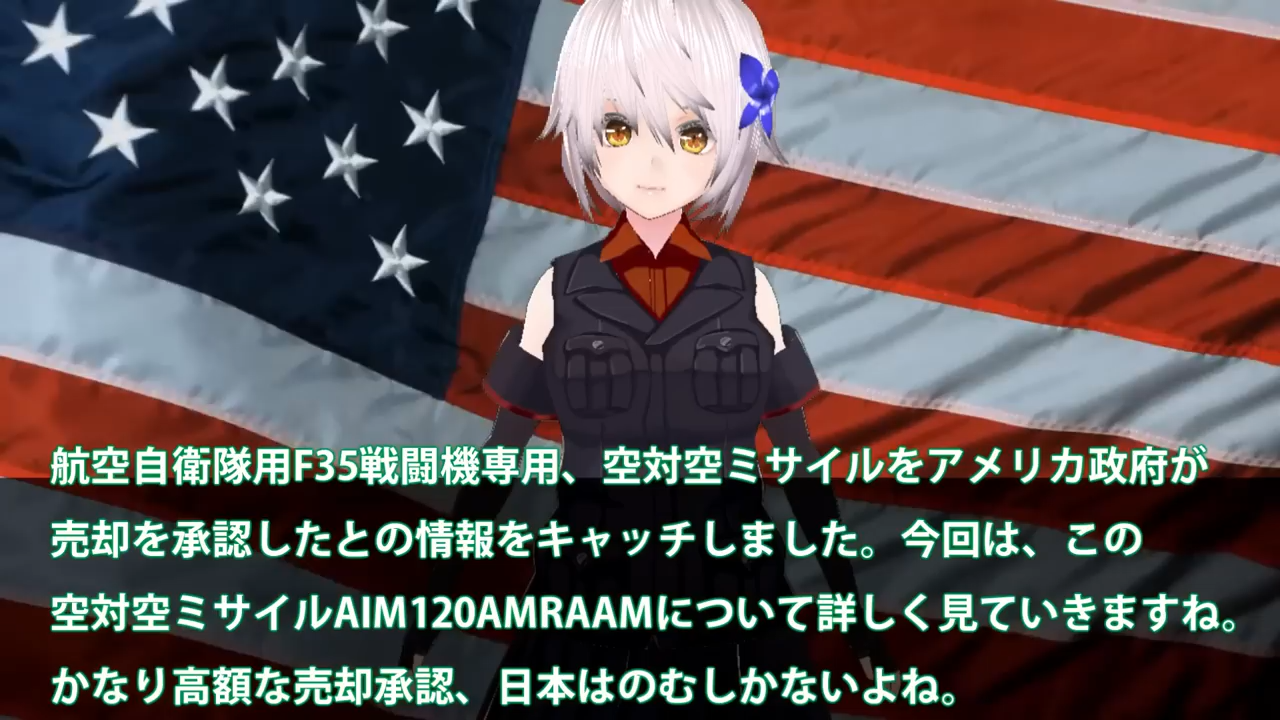 航空自衛隊用F35戦闘機専用、空対空ミサイルをアメリカ政府が
売却を承認したとの情報をキャッチしました。今回は、この
空対空ミサイルAIM120AMRAAMについて詳しく見ていきますね。
かなり高額な売却承認、日本はのむしかないよね。